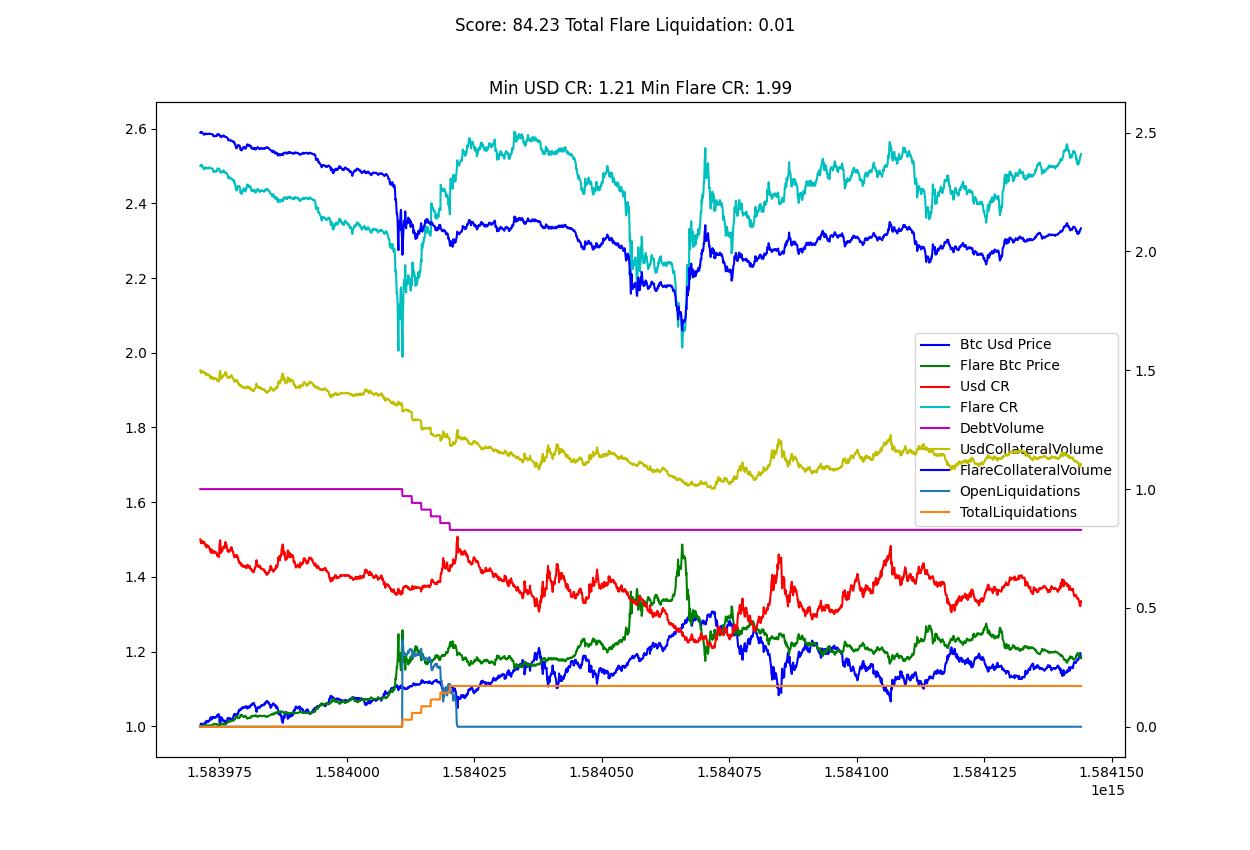 Score: 84.23 Total Flare Liquidation: 0.01
Min USD CR: 1.21 Min Flare CR: 1.99
2.6
2.4
2.2
2.0
1.8
1.6
1.4
1.2
1.0
2.5
2.0
1.5
1.0
0.5
0.0
Btc Usd Price
Flare Btc Price
Usd CR
Flare CR
DebtVolume
UsdCollateralVolume
FlareCollateralVolume
OpenLiquidations
TotalLiquidations
1.583975 1.584000 1.584025 1.584050 1.584075 1.584100 1.584125 1.584150
1e15